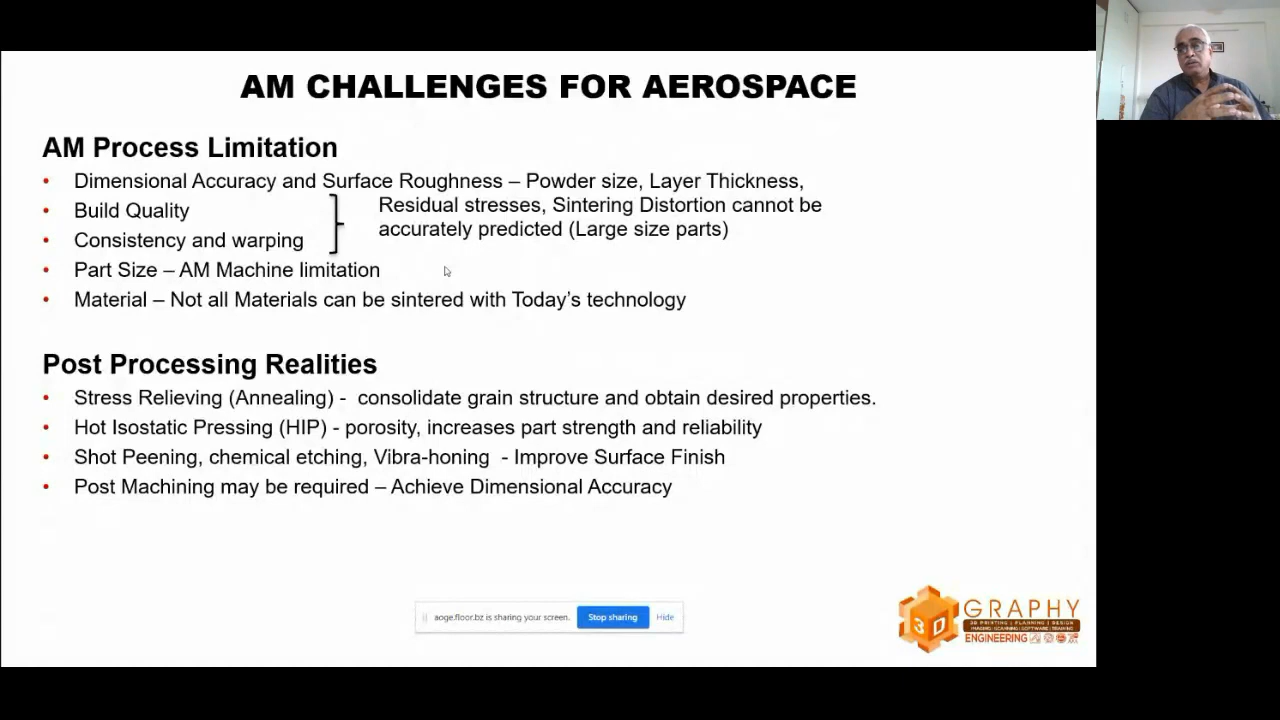 AM CHALLENGES FOR AEROSPACE
AM Process Limitation
• Dimensional Accuracy and Surface Roughness – Powder size, Layer Thickness,
• Build Quality
Residual stresses, Sintering Distortion cannot be
accurately predicted (Large size parts)
• Consistency and warping
• Part Size – AM Machine limitation
• Material – Not all Materials can be sintered with Today's technology
Post Processing Realities
• Stress Relieving (Annealing) - consolidate grain structure and obtain desired properties.
• Hot Isostatic Pressing (HIP) - porosity, increases part strength and reliability
• Shot Peening, chemical etching, Vibra-honing - Improve Surface Finish
• Post Machining may be required – Achieve Dimensional Accuracy
aoge.floor.bz is sharing your screen. Stop sharing Hide
3D GRAPHY
3D PRINTING | PLANNING | DESIGN
IMAGING | SCANNING | SOFTWARE | TRAINING
ENGINEERING